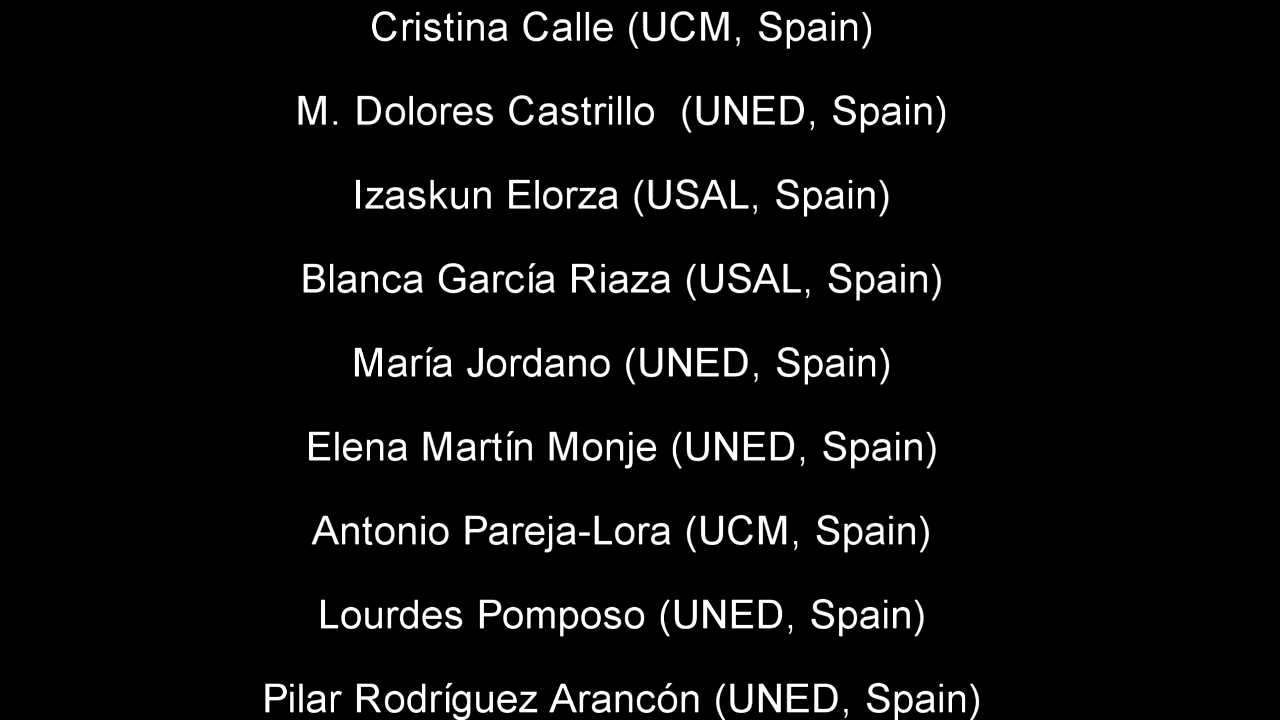 Cristina Calle (UCM, Spain)
M. Dolores Castrillo (UNED, Spain)
Izaskun Elorza (USAL, Spain)
Blanca García Riaza (USAL, Spain)
María Jordano (UNED, Spain)
Elena Martín Monje (UNED, Spain)
Antonio Pareja-Lora (UCM, Spain)
Lourdes Pomposo (UNED, Spain)
Pilar Rodríguez Arancón (UNED, Spain)